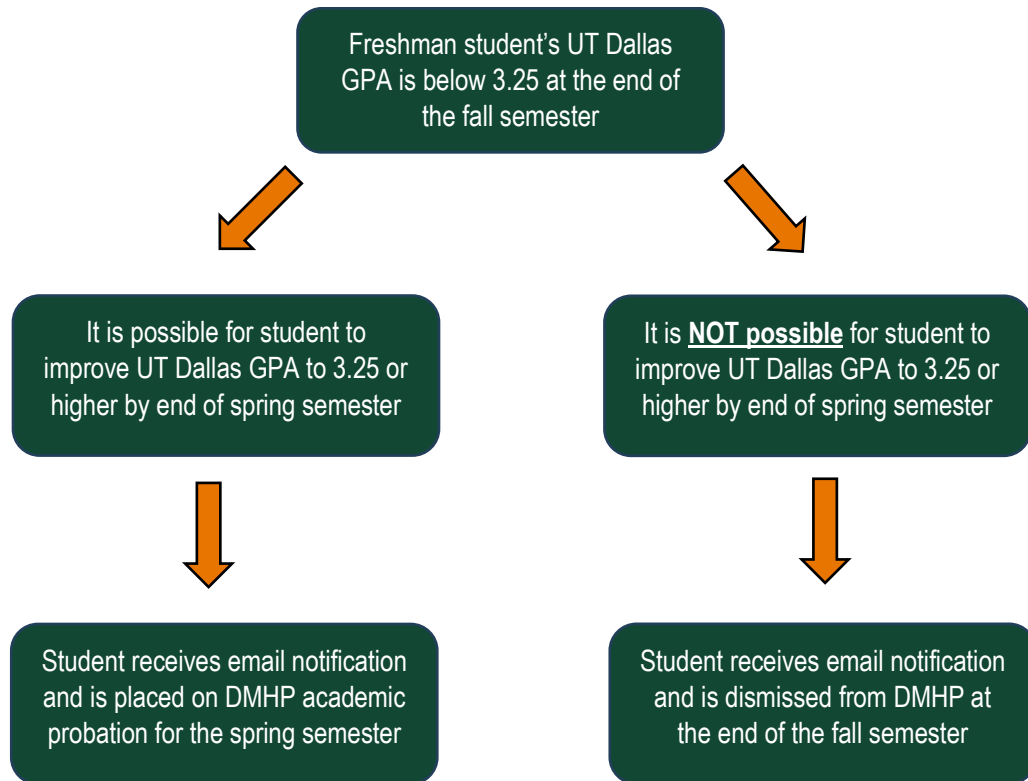 Freshman student’s UT Dallas
GPA is below 3.25 at the end of
the fall semester
It is possible for student to
improve UT Dallas GPA to 3.25 or
higher by end of spring semester
It is NOT possible for student to
improve UT Dallas GPA to 3.25 or
higher by end of spring semester
Student receives email notification
and is placed on DMHP academic
probation for the spring semester
Student receives email notification
and is dismissed from DMHP at
the end of the fall semester